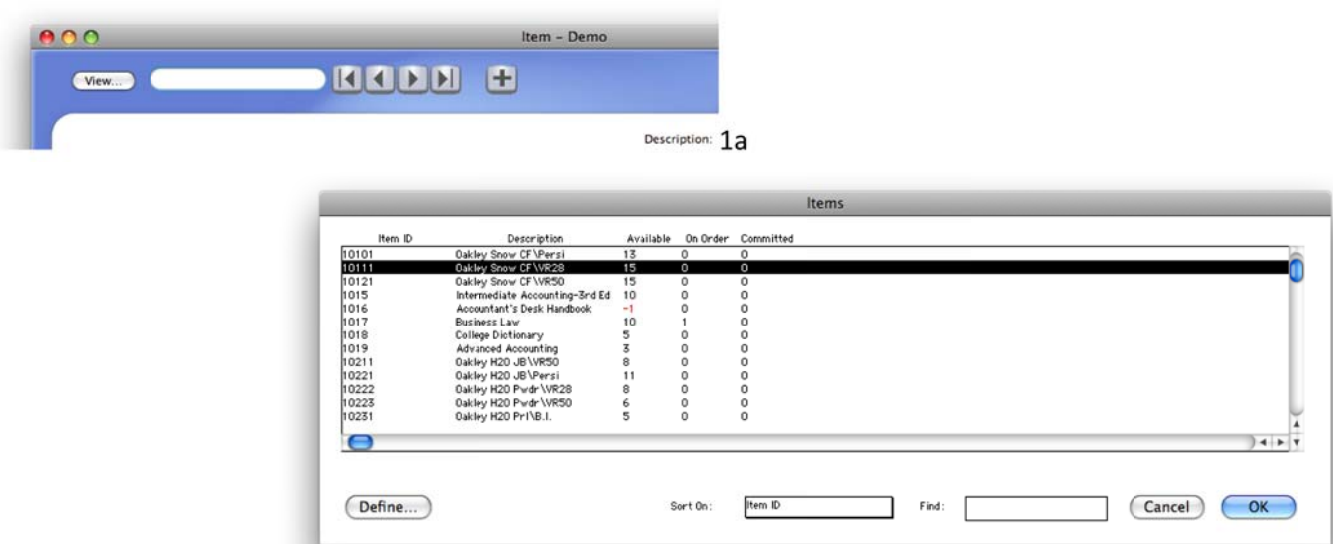 Item – Demo
View...
Description: 1a
Items
Item ID Description Available On Order Committed
10101 Oakley Snow CF\Persi 13 0 0
10111 Oakley Snow CF\VR28 15 0 0
10121 Oakley Snow CF\VR50 15 0 0
1015 Intermediate Accounting-3rd Ed 10 0 0
1016 Accountant's Desk Handbook -1 0 0
1017 Business Law 10 1 0
1018 College Dictionary 5 0 0
1019 Advanced Accounting 3 0 0
10211 Oakley H20 JB\VR50 8 0 0
10221 Oakley H20 JB\Persi 11 0 0
10222 Oakley H20 Pwdr\VR28 8 0 0
10223 Oakley H20 Pwdr\VR50 6 0 0
10231 Oakley H20 Prl\B.I. 5 0 0
Define... Sort On: Item ID Find: Cancel OK